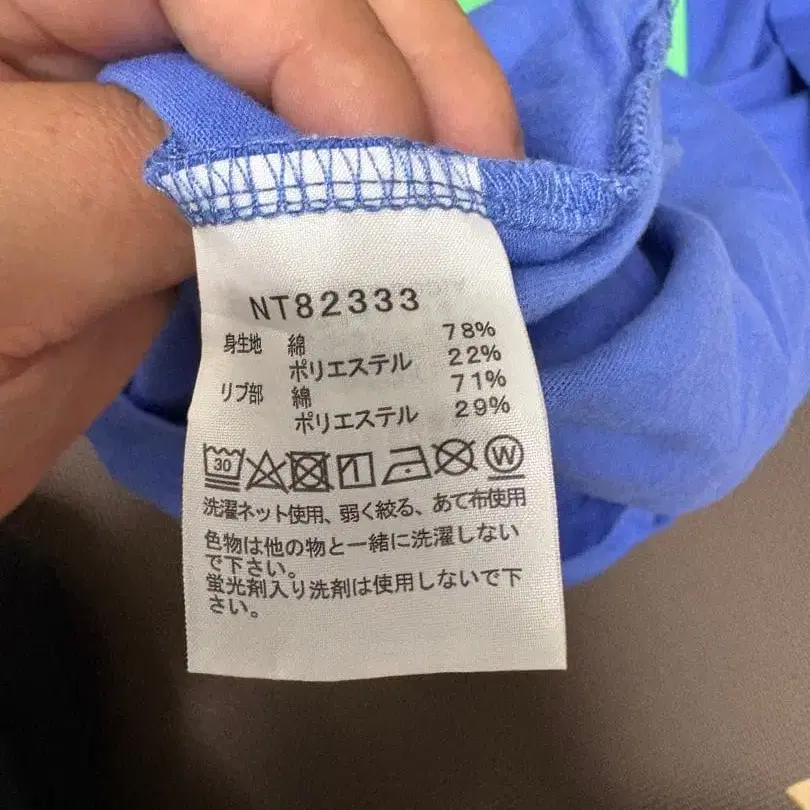 NT82333
身生地 綿 78%
ポリエステル 22%
リブ部 綿 71%
ポリエステル 29%
30 W
洗濯ネット使用、弱く絞る、あて布使用
色物は他の物と一緒に洗濯しない
で下さい。
蛍光剤入り洗剤は使用しないで下
さい。